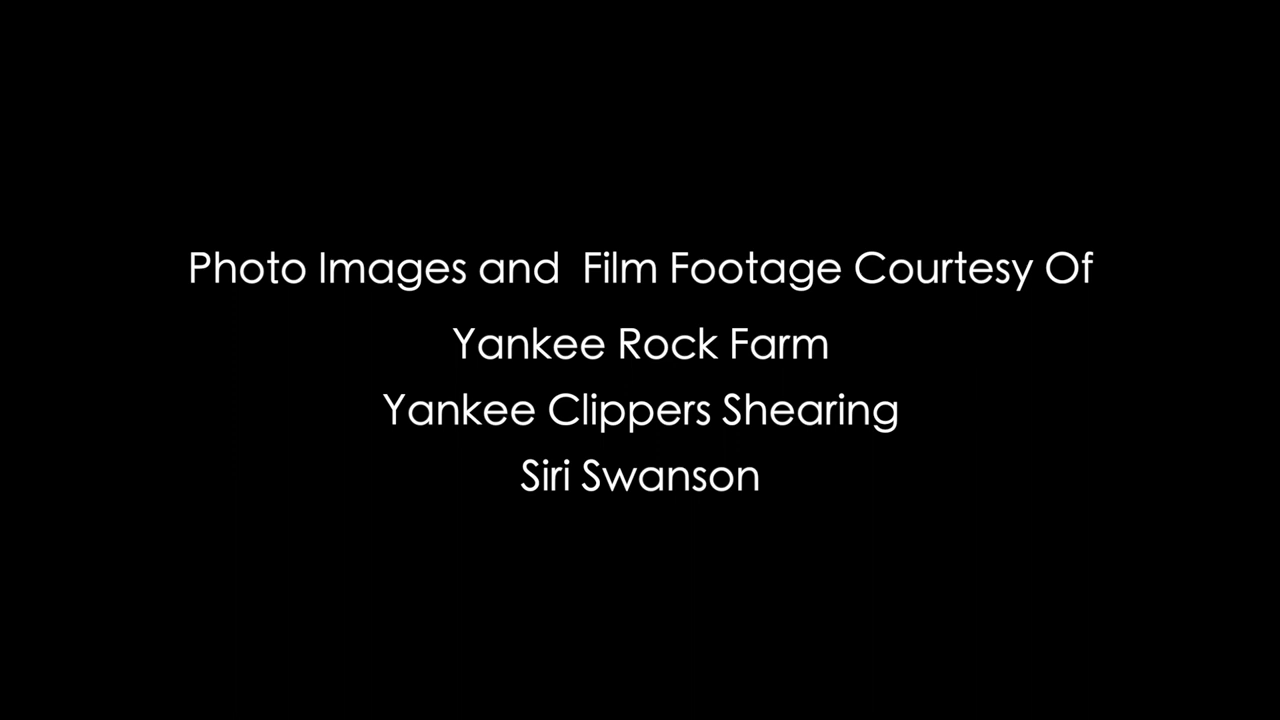 Photo Images and  Film Footage Courtesy Of
Yankee Rock Farm
Yankee Clippers Shearing
Siri Swanson